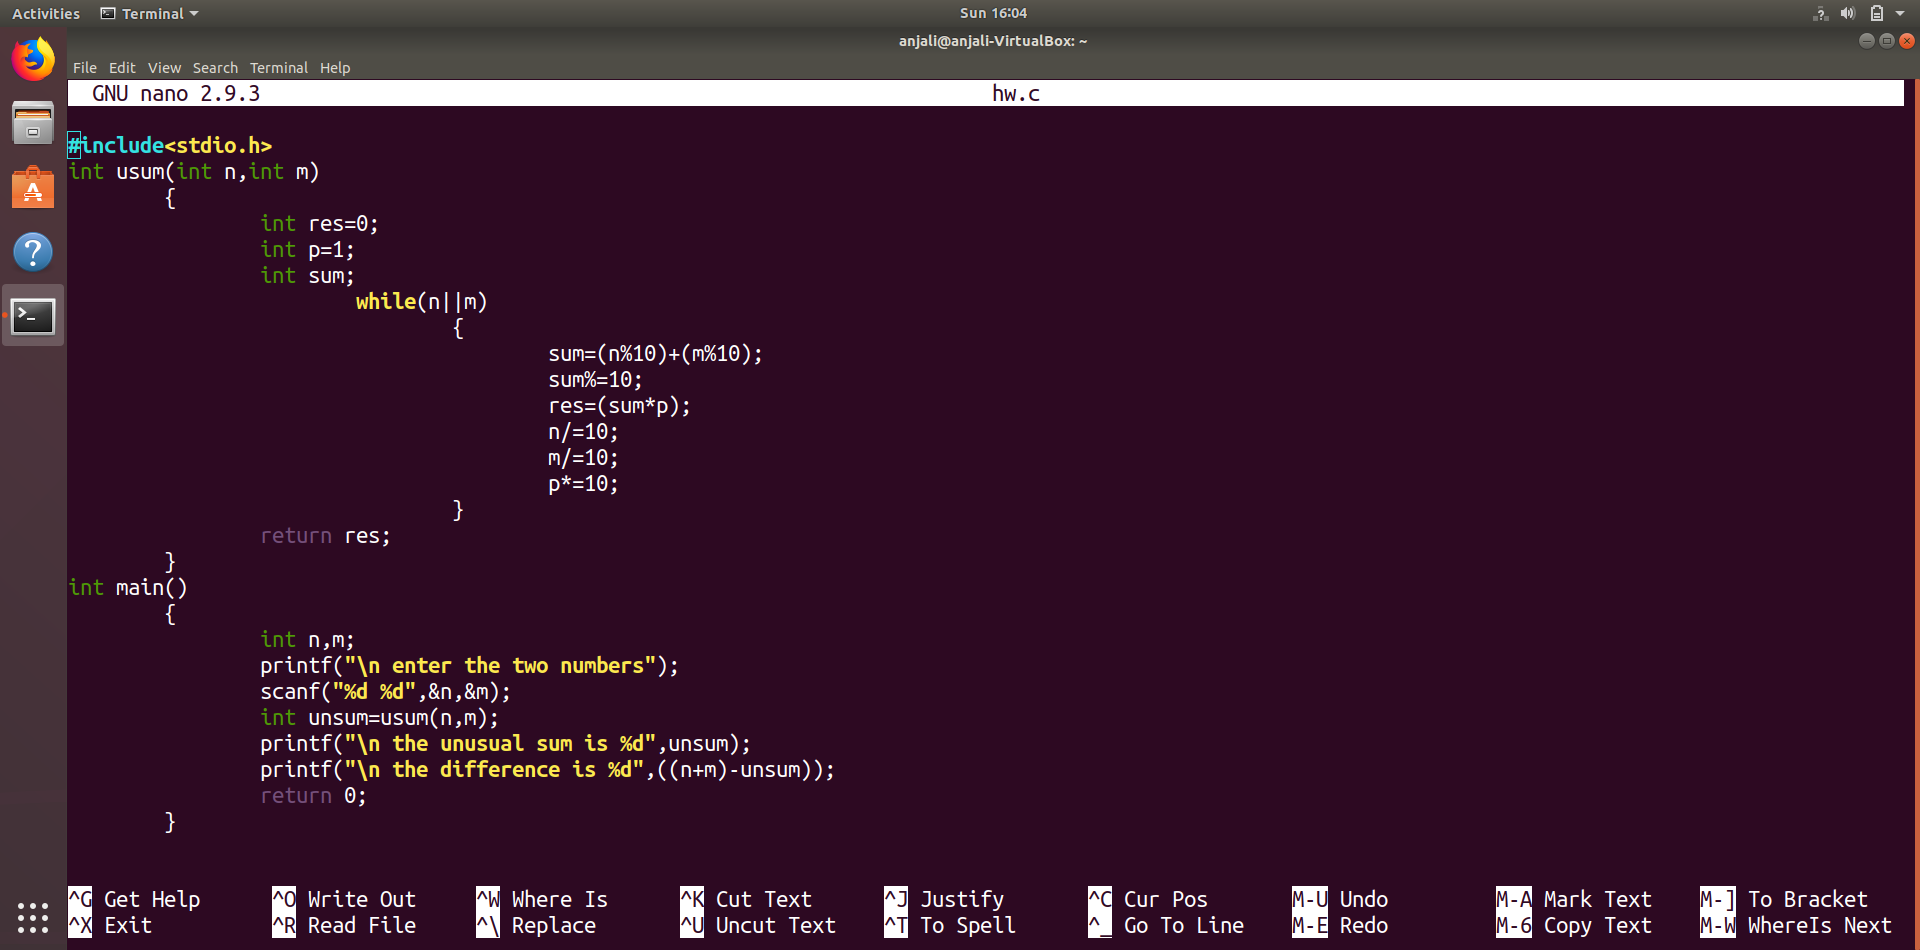 Activities Terminal Sun 16:04
anjali@anjali-VirtualBox: ~
File Edit View Search Terminal Help
GNU nano 2.9.3 hw.c
#include<stdio.h>
int usum(int n,int m)
{
int res=0;
int p=1;
int sum;
while(n||m)
{
sum=(n%10)+(m%10);
sum%=10;
res=(sum*p);
n/=10;
m/=10;
p*=10;
}
return res;
}
int main()
{
int n,m;
printf("\n enter the two numbers");
scanf("%d %d",&n,&m);
int unsum=usum(n,m);
printf("\n the unusual sum is %d",unsum);
printf("\n the difference is %d",((n+m)-unsum));
return 0;
}
^G Get Help ^O Write Out ^W Where Is ^K Cut Text ^J Justify ^C Cur Pos M-U Undo M-A Mark Text M-] To Bracket
^X Exit ^R Read File ^\ Replace ^U Uncut Text ^T To Spell ^_ Go To Line M-E Redo M-6 Copy Text M-W WhereIs Next